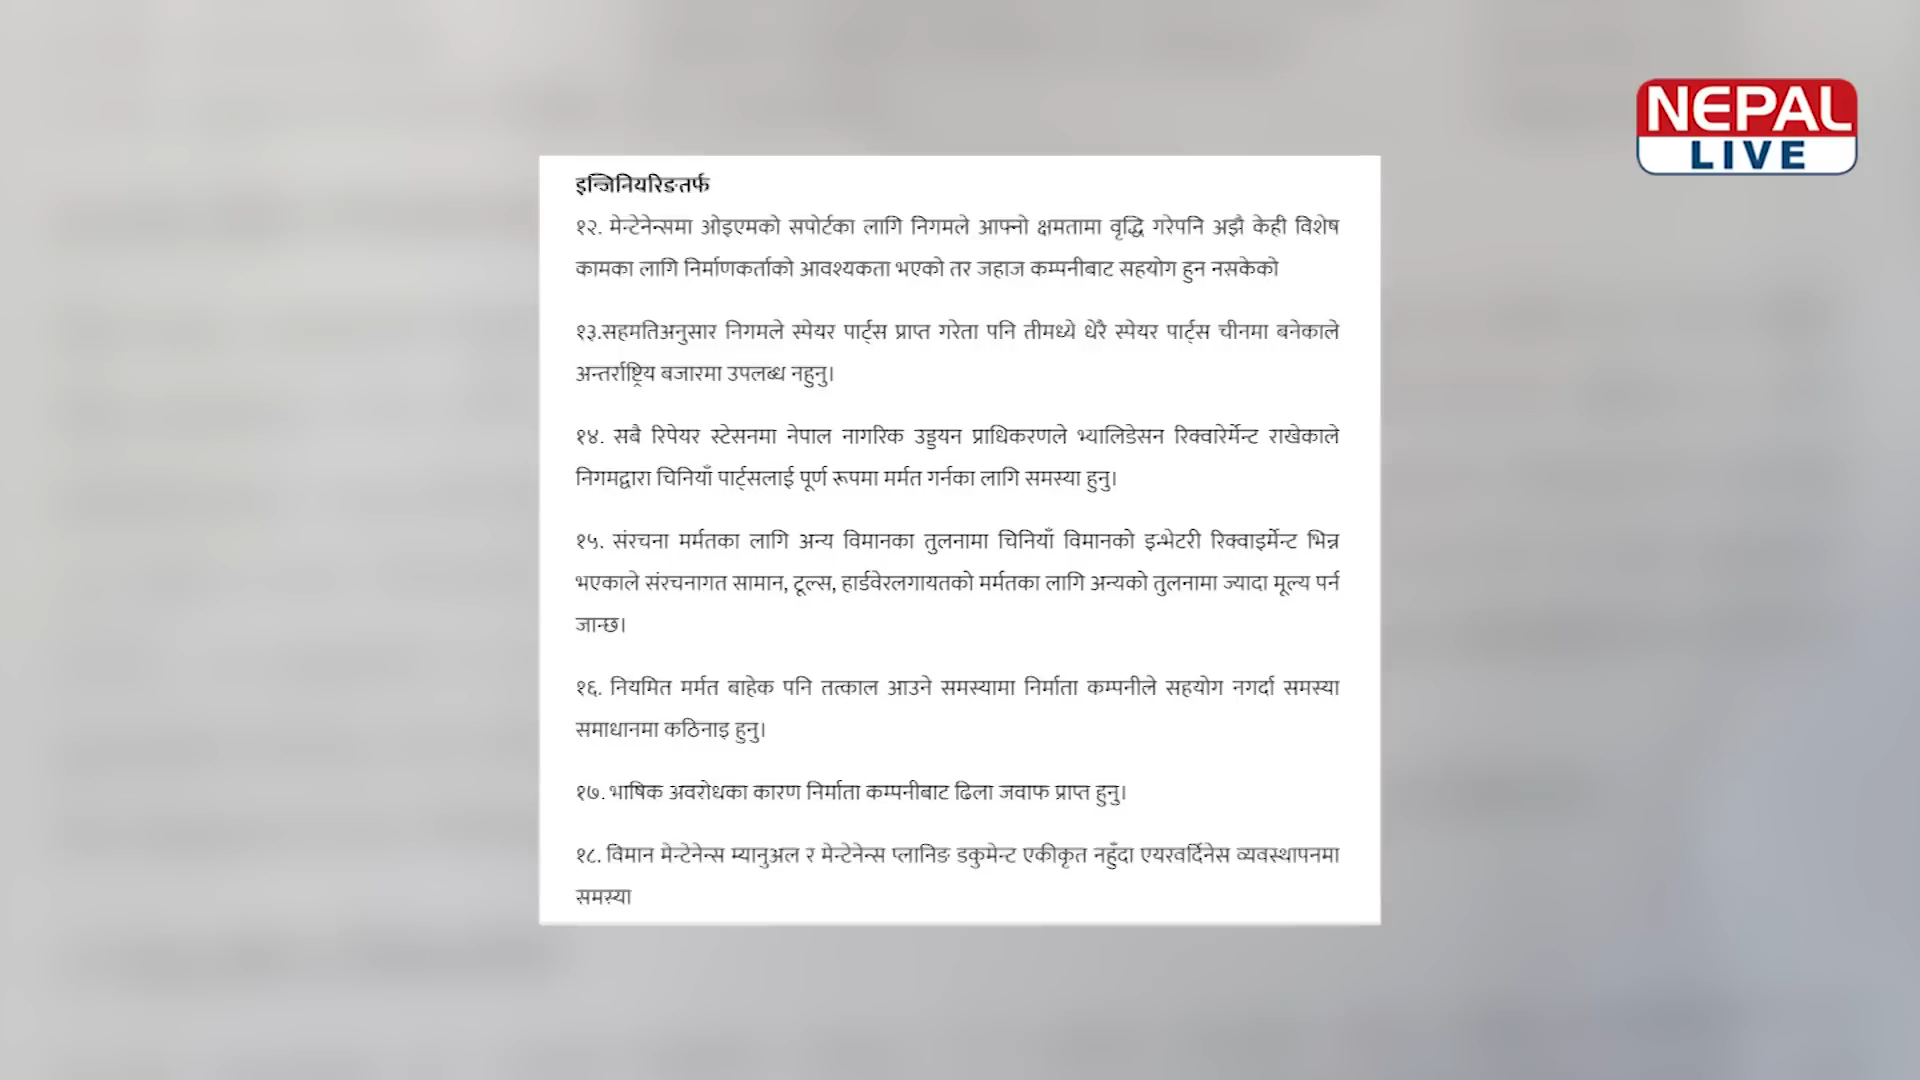 NEPAL
LIVE
इन्जिनियरिङतर्फ
१२. मेन्टेनेन्समा ओइएमको सपोर्टका लागि निगमले आफ्नो क्षमतामा वृद्धि गरेपनि अझै केही विशेष
कामका लागि निर्माणकर्ताको आवश्यकता भएको तर जहाज कम्पनीबाट सहयोग हुन नसकेको
१३.सहमतिअनुसार निगमले स्पेयर पार्ट्स प्राप्त गरेता पनि तीमध्ये धेरै स्पेयर पार्ट्स चीनमा बनेकाले
अन्तर्राष्ट्रिय बजारमा उपलब्ध नहुनु।
१४. सबै रिपेयर स्टेसनमा नेपाल नागरिक उड्डयन प्राधिकरणले भ्यालिडेसन रिक्वारेर्मेन्ट राखेकाले
निगमद्वारा चिनियाँ पार्ट्सलाई पूर्ण रूपमा मर्मत गर्नका लागि समस्या हुनु।
१५. संरचना मर्मतका लागि अन्य विमानका तुलनामा चिनियाँ विमानको इन्भेटरी रिक्वाइर्मेन्ट भिन्न
भएकाले संरचनागत सामान, टूल्स, हार्डवेरलगायतको मर्मतका लागि अन्यको तुलनामा ज्यादा मूल्य पर्न
जान्छ।
१६. नियमित मर्मत बाहेक पनि तत्काल आउने समस्यामा निर्माता कम्पनीले सहयोग नगर्दा समस्या
समाधानमा कठिनाइ हुनु।
१७. भाषिक अवरोधका कारण निर्माता कम्पनीबाट ढिला जवाफ प्राप्त हुनु।
१८. विमान मेन्टेनेन्स म्यानुअल र मेन्टेनेन्स प्लानिङ डकुमेन्ट एकीकृत नहुँदा एयरवर्दिनेस व्यवस्थापनमा
समस्या